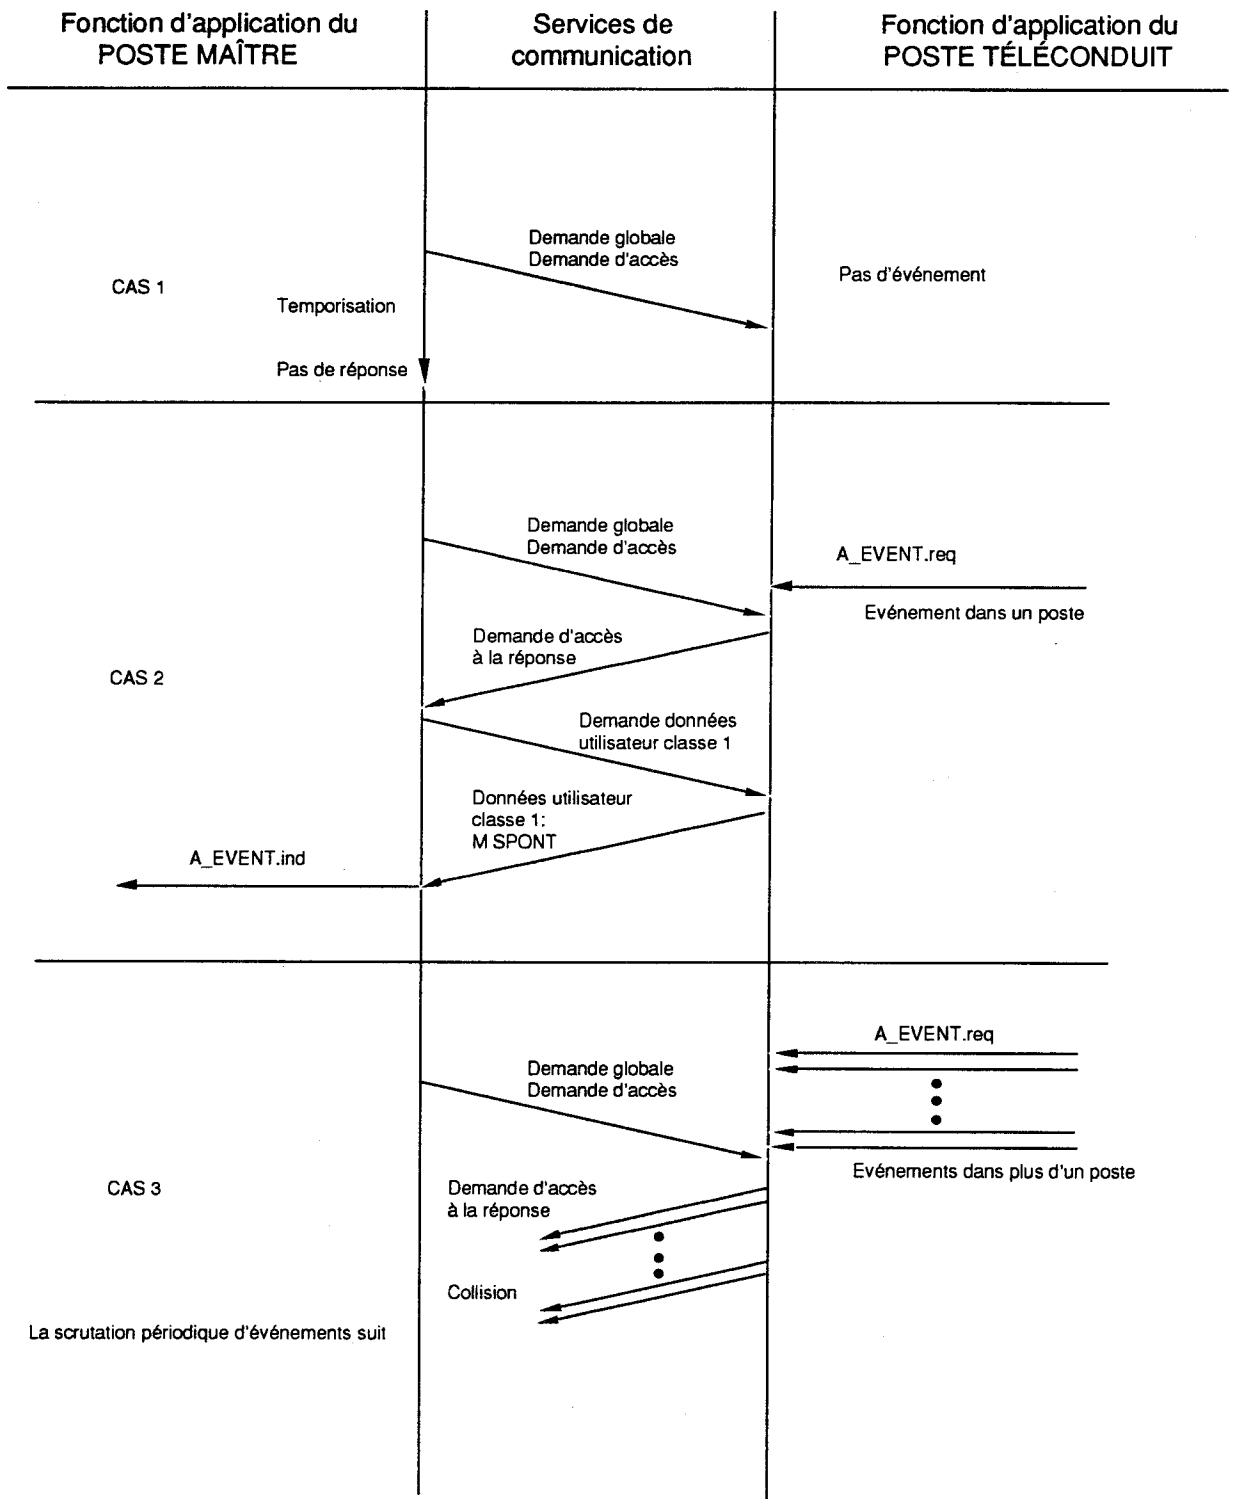 Fonction d'application du
POSTE MAÎTRE
Services de
communication
Fonction d'application du
POSTE TÉLÉCONDUIT
Demande globale
Demande d'accès
Pas d'événement
CAS 1
Temporisation
Pas de réponse
Demande globale
Demande d'accès
A_EVENT.req
Evénement dans un poste
Demande d'accès
à la réponse
CAS 2
Demande données
utilisateur classe 1
Données utilisateur
classe 1:
M SPONT
A_EVENT.ind
A_EVENT.req
Demande globale
Demande d'accès
Evénements dans plus d'un poste
CAS 3
Demande d'accès
à la réponse
Collision
La scrutation périodique d'événements suit